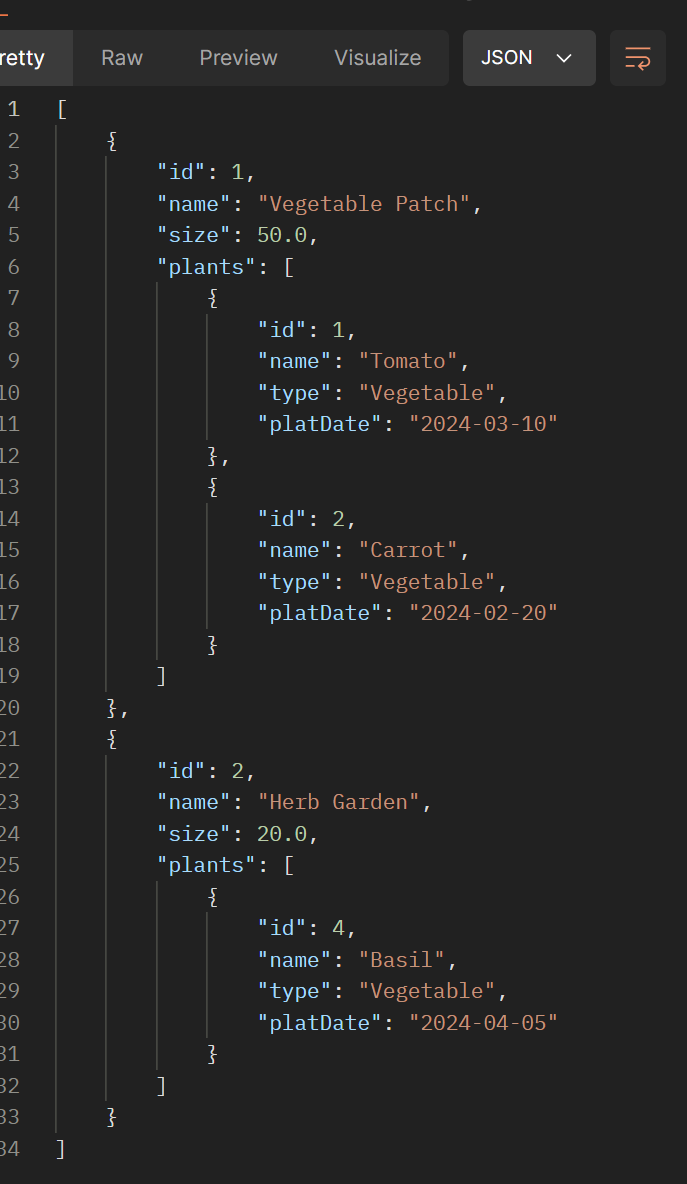 retty Raw Preview Visualize JSON
1 [
2     {
3         "id": 1,
4         "name": "Vegetable Patch",
5         "size": 50.0,
6         "plants": [
7             {
8                 "id": 1,
9                 "name": "Tomato",
10                 "type": "Vegetable",
11                 "platDate": "2024-03-10"
12             },
13             {
14                 "id": 2,
15                 "name": "Carrot",
16                 "type": "Vegetable",
17                 "platDate": "2024-02-20"
18             }
19         ]
20     },
21     {
22         "id": 2,
23         "name": "Herb Garden",
24         "size": 20.0,
25         "plants": [
26             {
27                 "id": 4,
28                 "name": "Basil",
29                 "type": "Vegetable",
30                 "platDate": "2024-04-05"
31             }
32         ]
33     }
34 ]